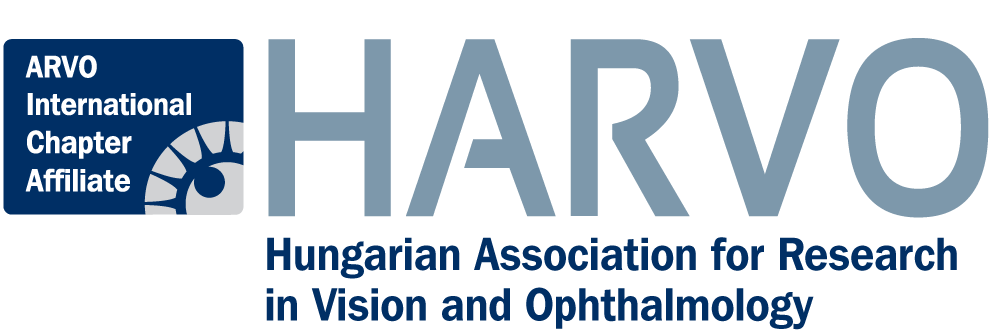 ARVO
International
Chapter
Affiliate
HARVO
Hungarian Association for Research
in Vision and Ophthalmology